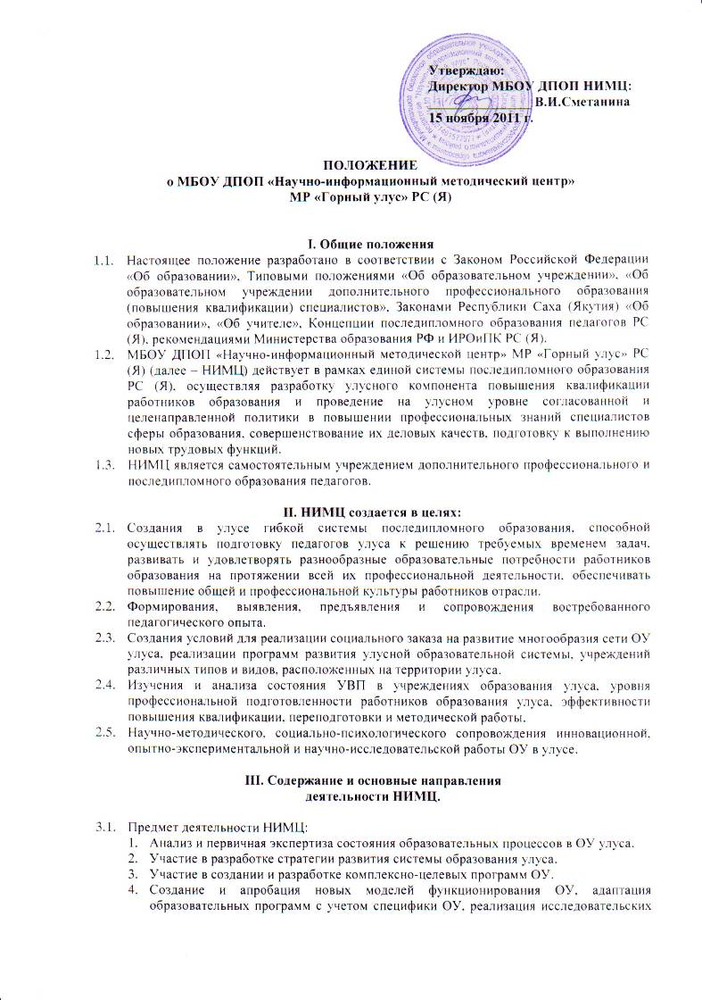 Утверждаю:
Директор МБОУ ДПОП НИМЦ:
В.И.Сметанина
15 ноября 2011 г.
ПОЛОЖЕНИЕ
о МБОУ ДПОП «Научно-информационный методический центр»
МР «Горный улус» РС (Я)
I. Общие положения
1.1. Настоящее положение разработано в соответствии с Законом Российской Федерации
«Об образовании», Типовыми положениями «Об образовательном учреждении», «Об
образовательном учреждении дополнительного профессионального образования
(повышения квалификации) специалистов», Законами Республики Саха (Якутия) «Об
образовании», «Об учителе», Концепции последипломного образования педагогов РС
(Я), рекомендациями Министерства образования РФ и ИРОиПК РС (Я).
1.2. МБОУ ДПОП «Научно-информационный методической центр» МР «Горный улус» РС
(Я) (далее – НИМЦ) действует в рамках единой системы последипломного образования
РС (Я), осуществляя разработку улусного компонента повышения квалификации
работников образования и проведение на улусном уровне согласованной и
целенаправленной политики в повышении профессиональных знаний специалистов
сферы образования, совершенствование их деловых качеств, подготовку к выполнению
новых трудовых функций.
1.3. НИМЦ является самостоятельным учреждением дополнительного профессионального и
последипломного образования педагогов.
II. НИМЦ создается в целях:
2.1. Создания в улусе гибкой системы последипломного образования, способной
осуществлять подготовку педагогов улуса к решению требуемых временем задач,
развивать и удовлетворять разнообразные образовательные потребности работников
образования на протяжении всей их профессиональной деятельности, обеспечивать
повышение общей и профессиональной культуры работников отрасли.
2.2. Формирования, выявления, предъявления и сопровождения востребованного
педагогического опыта.
2.3. Создания условий для реализации социального заказа на развитие многообразия сети ОУ
улуса, реализации программ развития улусной образовательной системы, учреждений
различных типов и видов, расположенных на территории улуса.
2.4. Изучения и анализа состояния УВП в учреждениях образования улуса, уровня
профессиональной подготовленности работников образования улуса, эффективности
повышения квалификации, переподготовки и методической работы.
2.5. Научно-методического, социально-психологического сопровождения инновационной,
опытно-экспериментальной и научно-исследовательской работы ОУ в улусе.
III. Содержание и основные направления
деятельности НИМЦ.
3.1. Предмет деятельности НИМЦ:
1. Анализ и первичная экспертиза состояния образовательных процессов в ОУ улуса.
2. Участие в разработке стратегии развития системы образования улуса.
3. Участие в создании и разработке комплексно-целевых программ ОУ.
4. Создание и апробация новых моделей функционирования ОУ, адаптация
образовательных программ с учетом специфики ОУ, реализация исследовательских